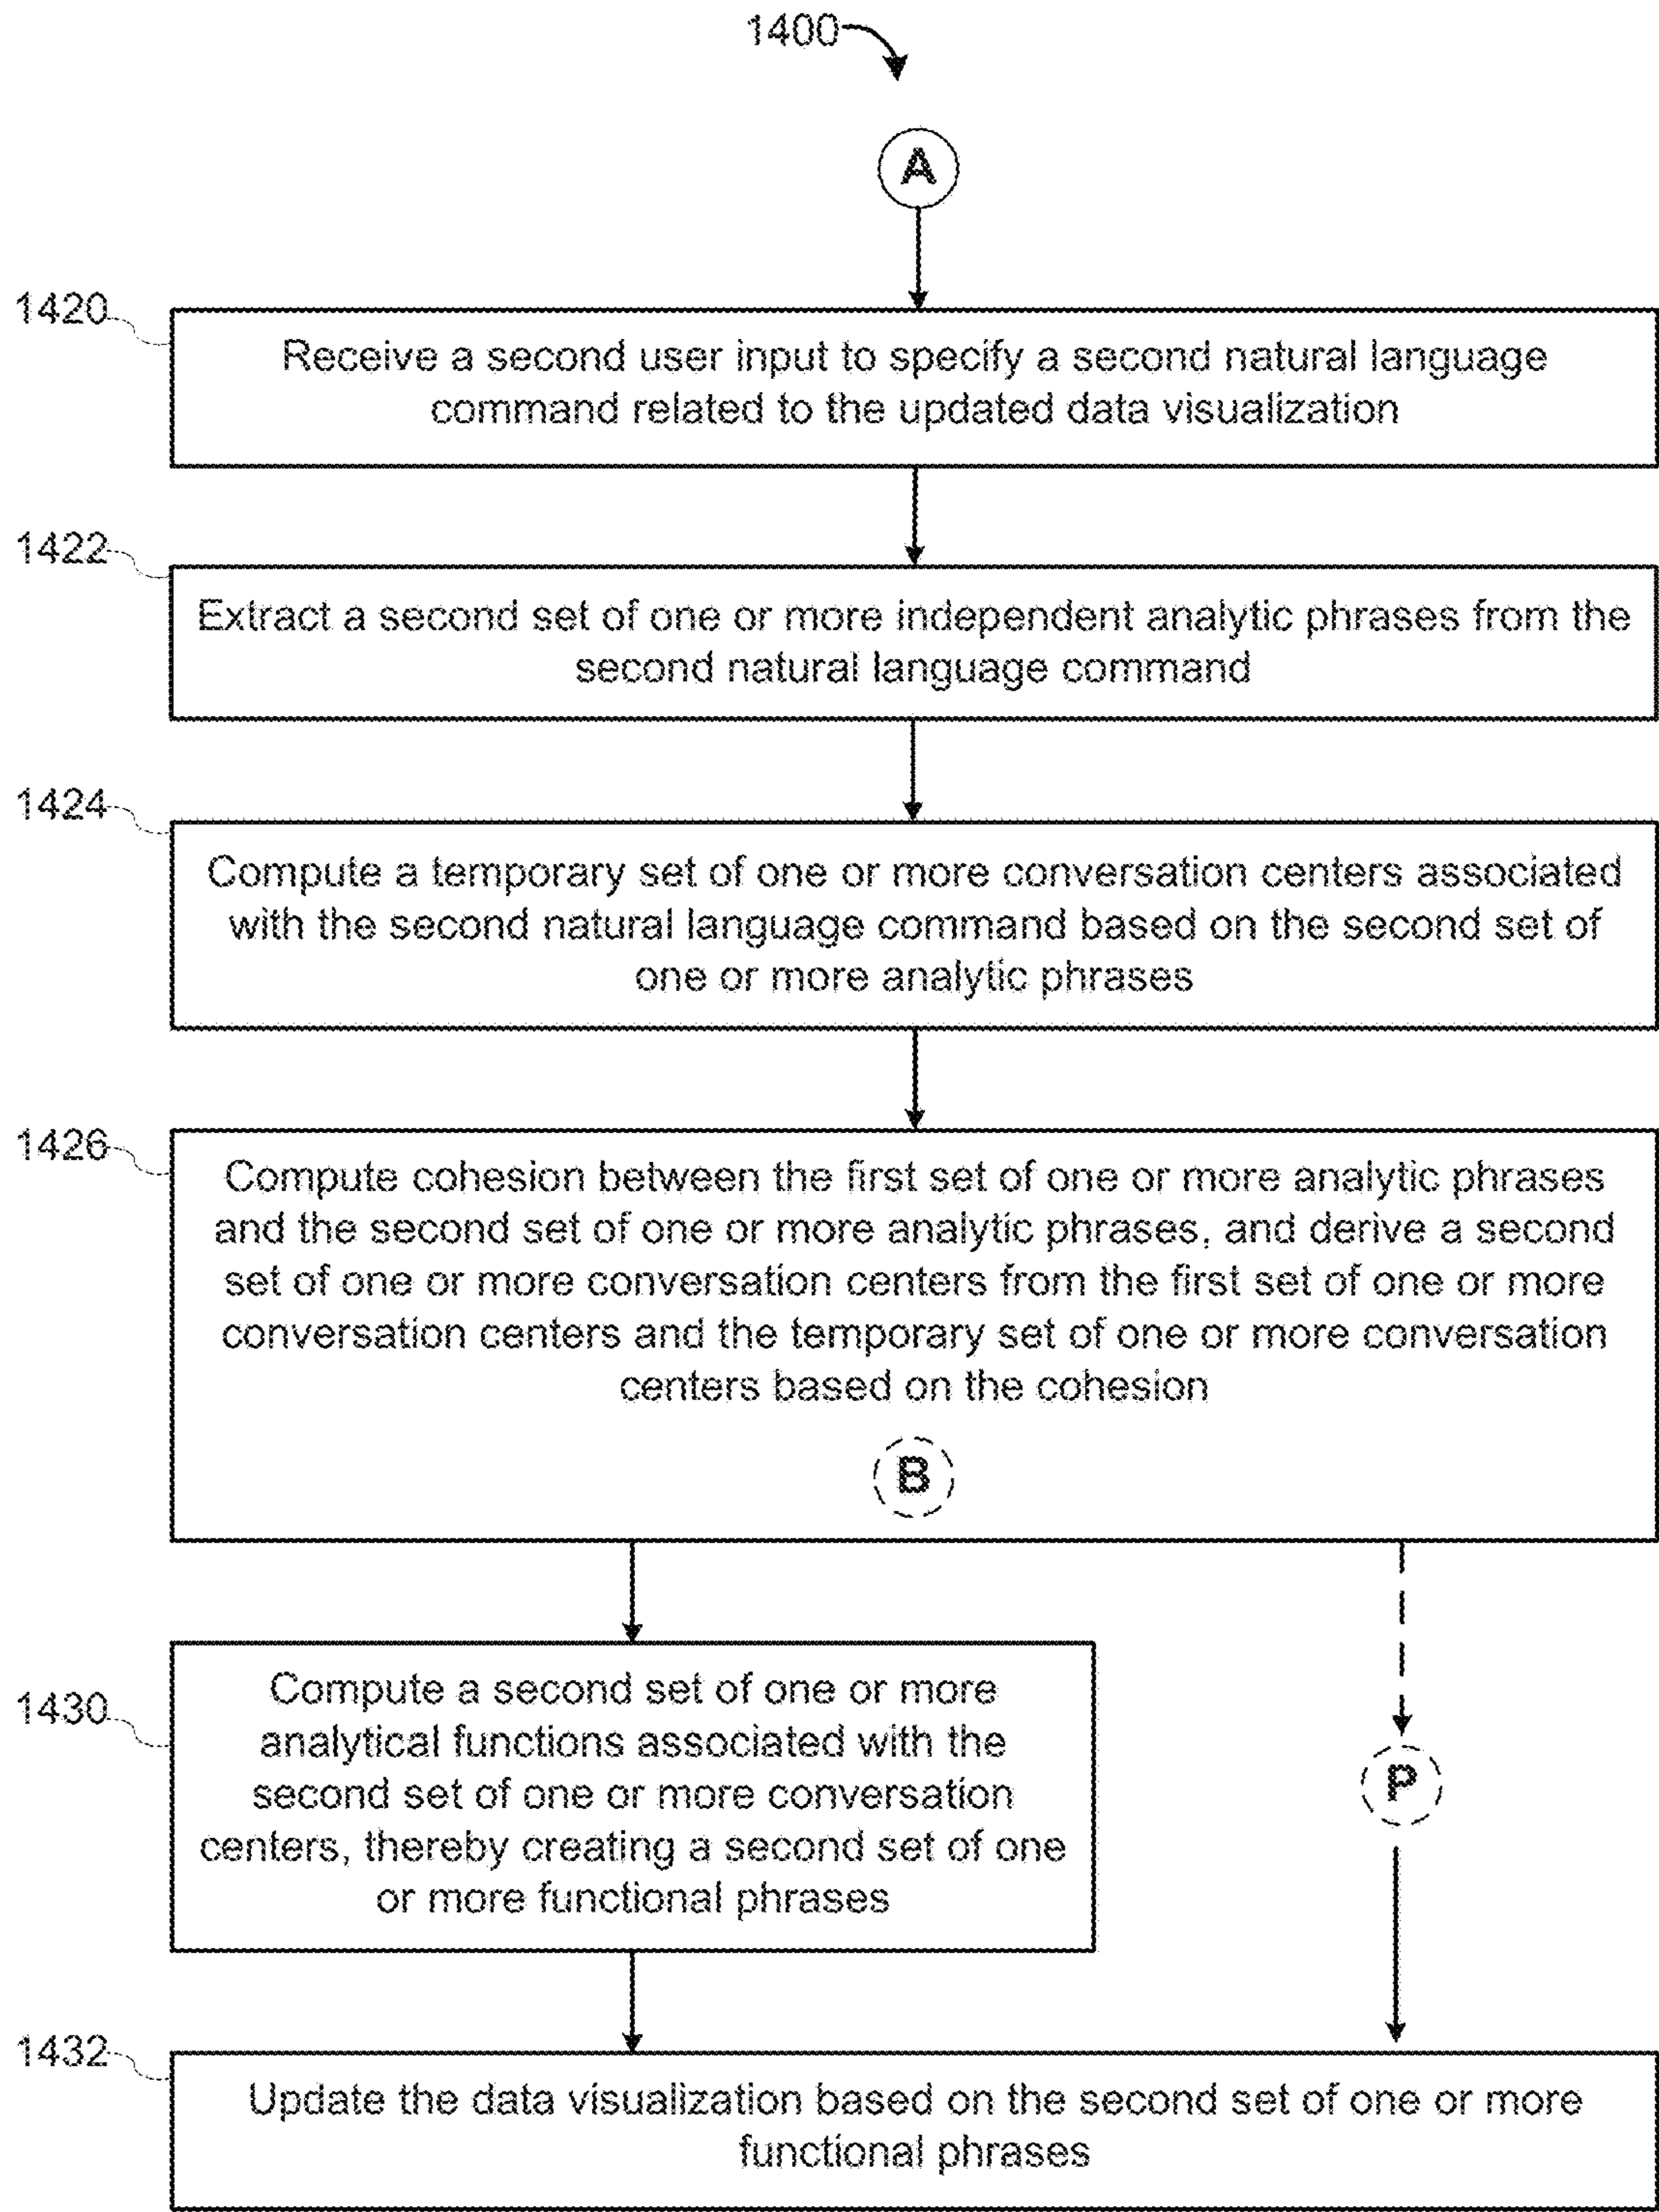 1400
A
1420
Receive a second user input to specify a second natural language
command related to the updated data visualization
1422
Extract a second set of one or more independent analytic phrases from the
second natural language command
1424
Compute a temporary set of one or more conversation centers associated
with the second natural language command based on the second set of
one or more analytic phrases
1426
Compute cohesion between the first set of one or more analytic phrases
and the second set of one or more analytic phrases, and derive a second
set of one or more conversation centers from the first set of one or more
conversation centers and the temporary set of one or more conversation
centers based on the cohesion
B
1430
Compute a second set of one or more
analytical functions associated with the
second set of one or more conversation
centers, thereby creating a second set of one
or more functional phrases
P
1432
Update the data visualization based on the second set of one or more
functional phrases